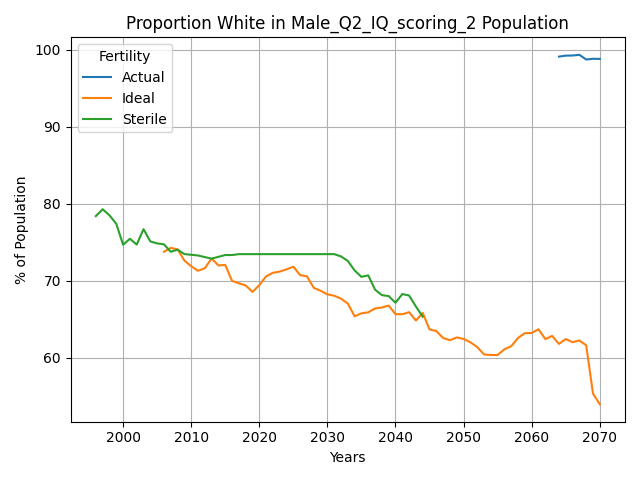 Proportion White in Male_Q2_IQ_scoring_2 Population
Fertility
Actual
Ideal
Sterile
% of Population
100
90
80
70
60
2000 2010 2020 2030 2040 2050 2060 2070
Years